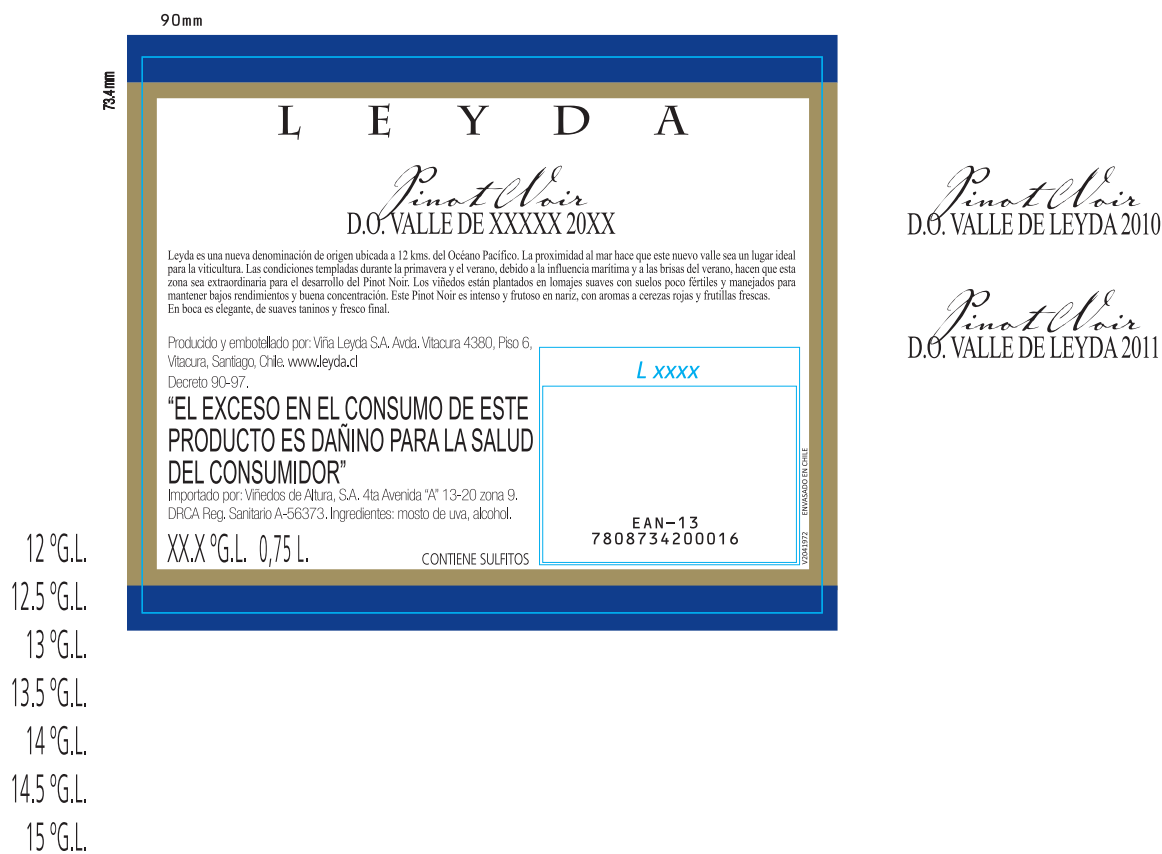 90mm
73.4mm
L E Y D A
Pinot Noir
D.O. VALLE DE XXXXX 20XX
Leyda es una nueva denominación de origen ubicada a 12 kms. del Océano Pacífico. La proximidad al mar hace que este nuevo valle sea un lugar ideal
para la viticultura. Las condiciones templadas durante la primavera y el verano, debido a la influencia marítima y a las brisas del verano, hacen que esta
zona sea extraordinaria para el desarrollo del Pinot Noir. Los viñedos están plantados en lomajes suaves con suelos poco fértiles y manejados para
mantener bajos rendimientos y buena concentración. Este Pinot Noir es intenso y frutoso en nariz, con aromas a cerezas rojas y frutillas frescas.
En boca es elegante, de suaves taninos y fresco final.
Producido y embotellado por: Viña Leyda S.A. Avda. Vitacura 4380, Piso 6,
Vitacura, Santiago, Chile. www.leyda.cl
Decreto 90-97.
“EL EXCESO EN EL CONSUMO DE ESTE
PRODUCTO ES DAÑINO PARA LA SALUD
DEL CONSUMIDOR”
Importado por: Viñedos de Altura, S.A. 4ta Avenida “A” 13-20 zona 9.
DRCA Reg. Sanitario A-56373. Ingredientes: mosto de uva, alcohol.
XX.X ºG.L. 0,75 L.
CONTIENE SULFITOS
L xxxx
EAN-13
7808734200016
V2041972 ENVASADO EN CHILE
Pinot Noir
D.O. VALLE DE LEYDA 2010
Pinot Noir
D.O. VALLE DE LEYDA 2011
12 ºG.L.
12.5 ºG.L.
13 ºG.L.
13.5 ºG.L.
14 ºG.L.
14.5 ºG.L.
15 ºG.L.